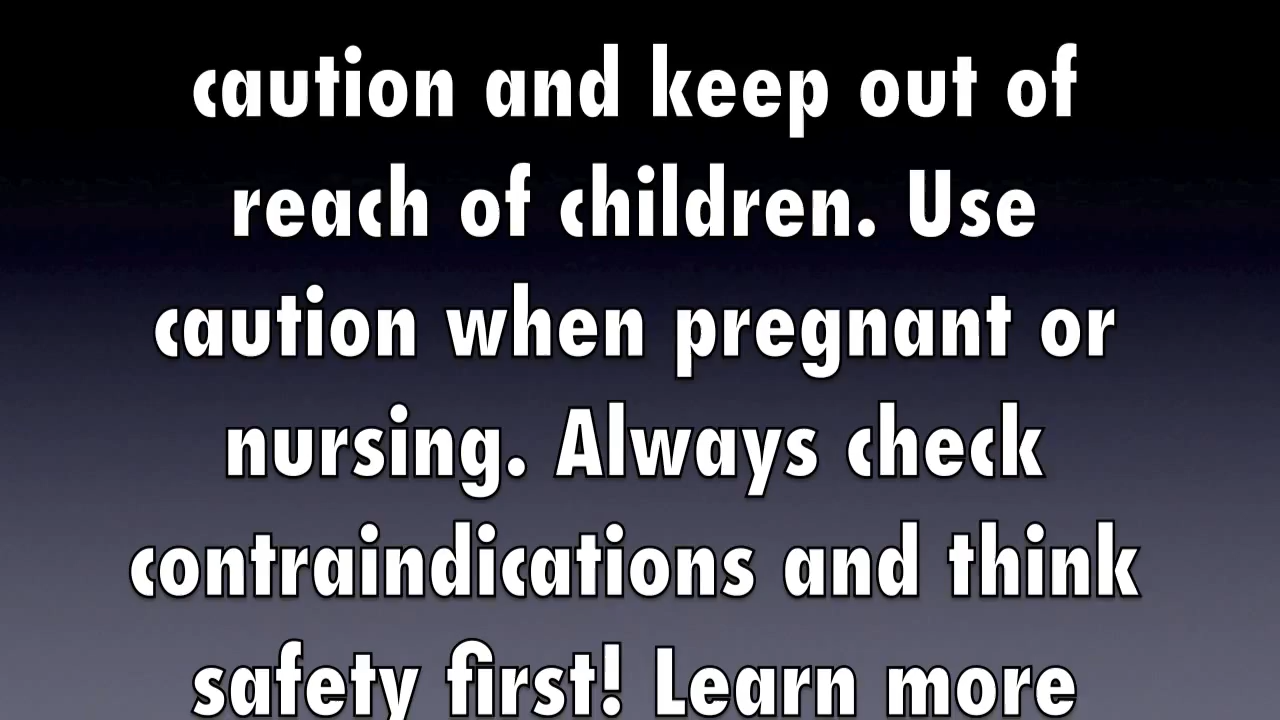 caution and keep out of
reach of children. Use
caution when pregnant or
nursing. Always check
contraindications and think
safety first! Learn more